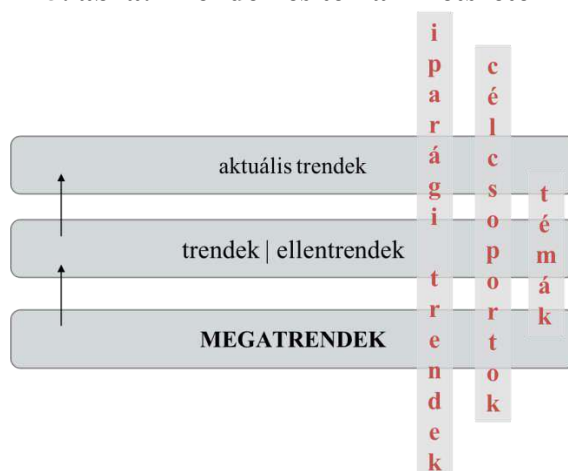 aktuális trendek
trendek | ellentrendek
MEGATRENDEK
iparági trendek
célcsoportok
témák